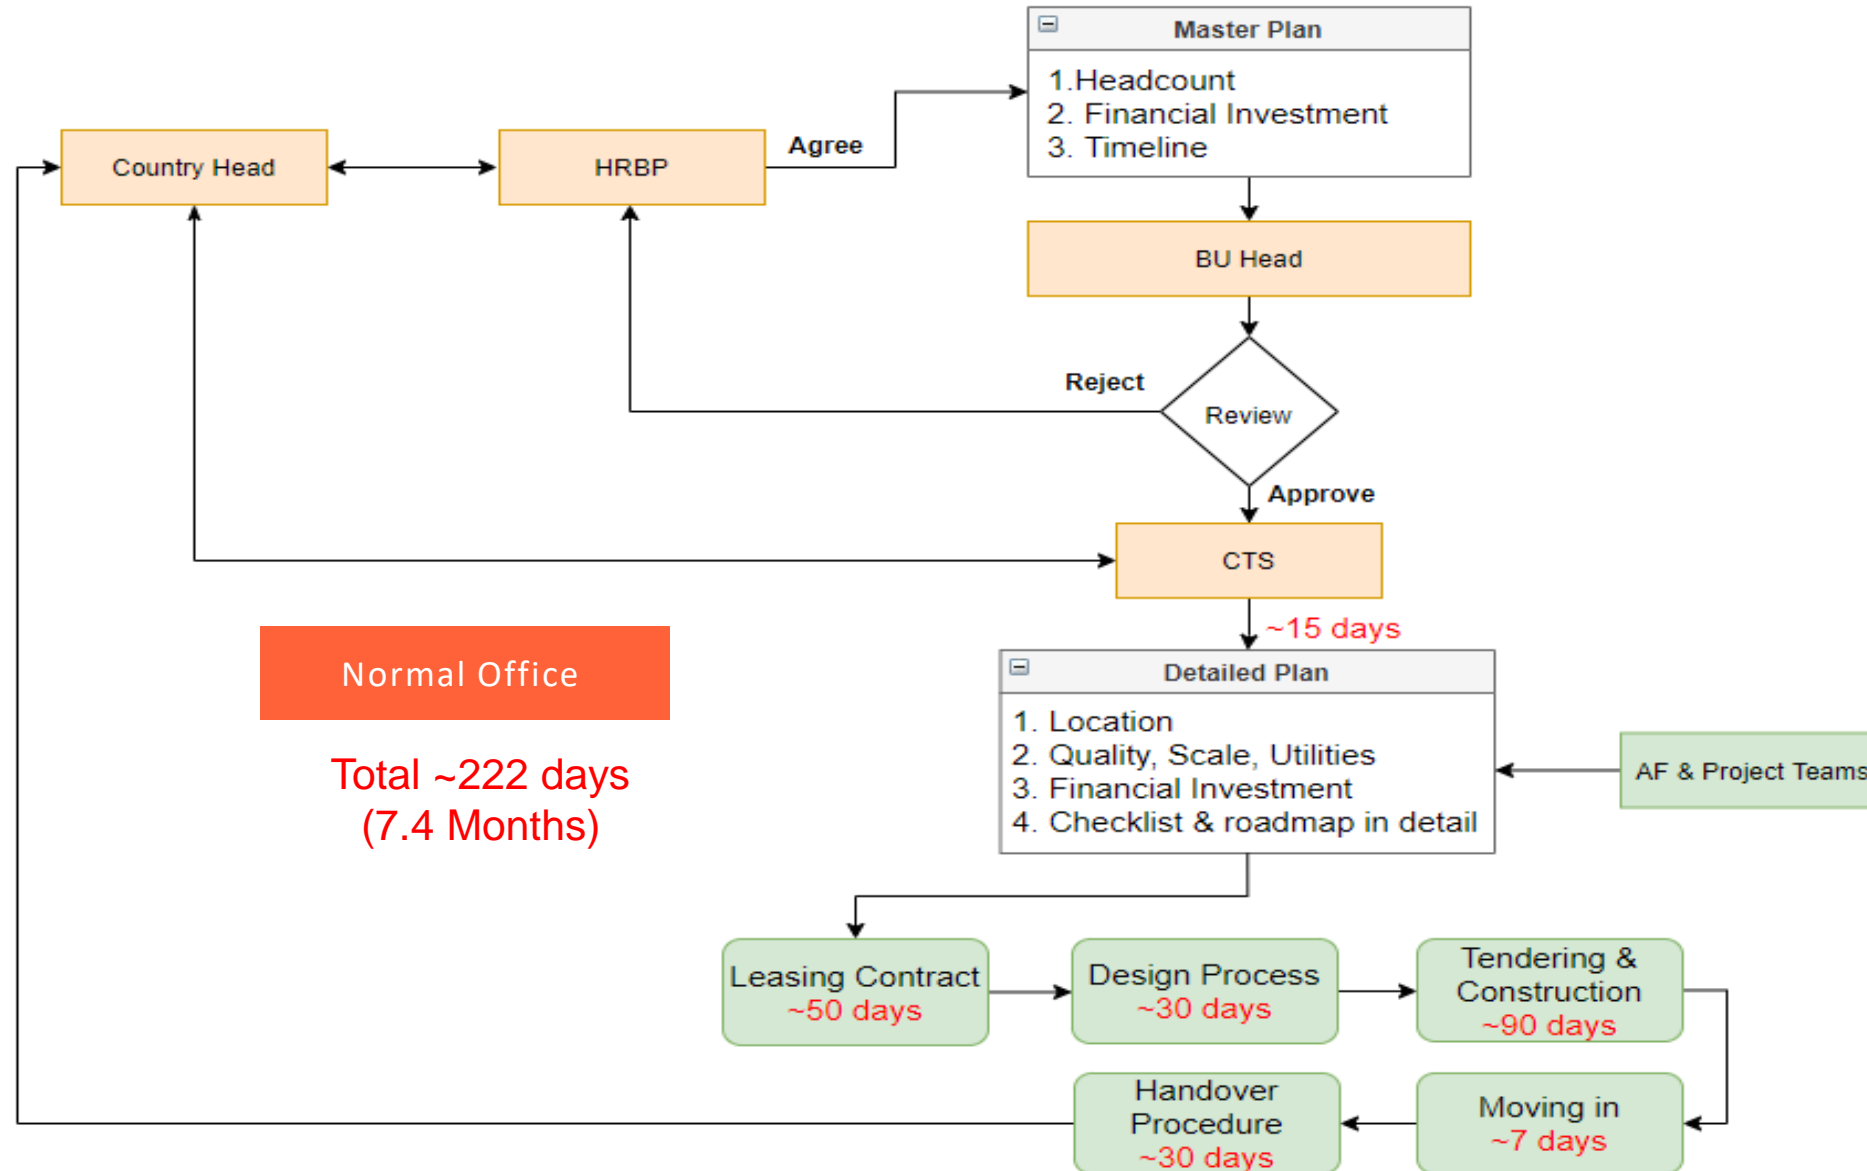 Master Plan
1.Headcount
2. Financial Investment
3. Timeline
Country Head
HRBP
Agree
BU Head
Reject
Review
Approve
CTS
~15 days
Normal Office
Total ~222 days
(7.4 Months)
Detailed Plan
1. Location
2. Quality, Scale, Utilities
3. Financial Investment
4. Checklist & roadmap in detail
AF & Project Teams
Leasing Contract
~50 days
Design Process
~30 days
Tendering &
Construction
~90 days
Handover
Procedure
~30 days
Moving in
~7 days